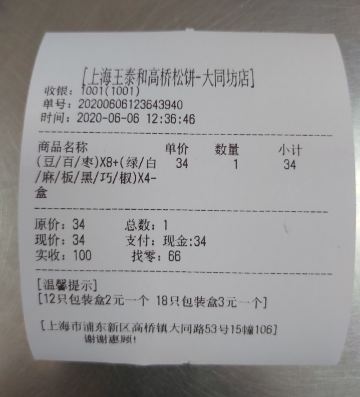 [上海王泰和高桥松饼-大同坊店]
收银: 1001(1001)
单号: 20200606123643940
时间: 2020-06-06 12:36:46
商品名称 单价 数量 小计
(豆/百/枣)X8+(绿/白 34 1 34
/麻/板/黑/巧/椒)X4-
盒
原价: 34 总数: 1
现价: 34 支付: 现金:34
实收: 100 找零: 66
[温馨提示]
[12只包装盒2元一个 18只包装盒3元一个]
[上海市浦东新区高桥镇大同路53号15幢106]
谢谢惠顾!